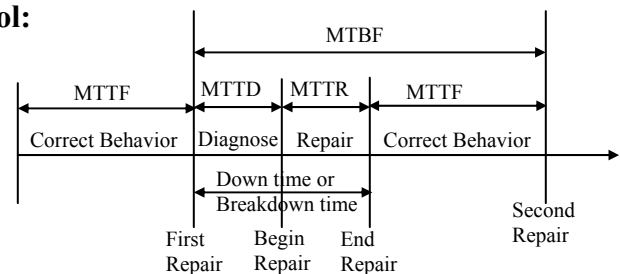 ol:
MTBF
MTTF MTTD MTTR MTTF
Correct Behavior Diagnose Repair Correct Behavior
Down time or
Breakdown time
First Repair
Begin Repair
End Repair
Second Repair